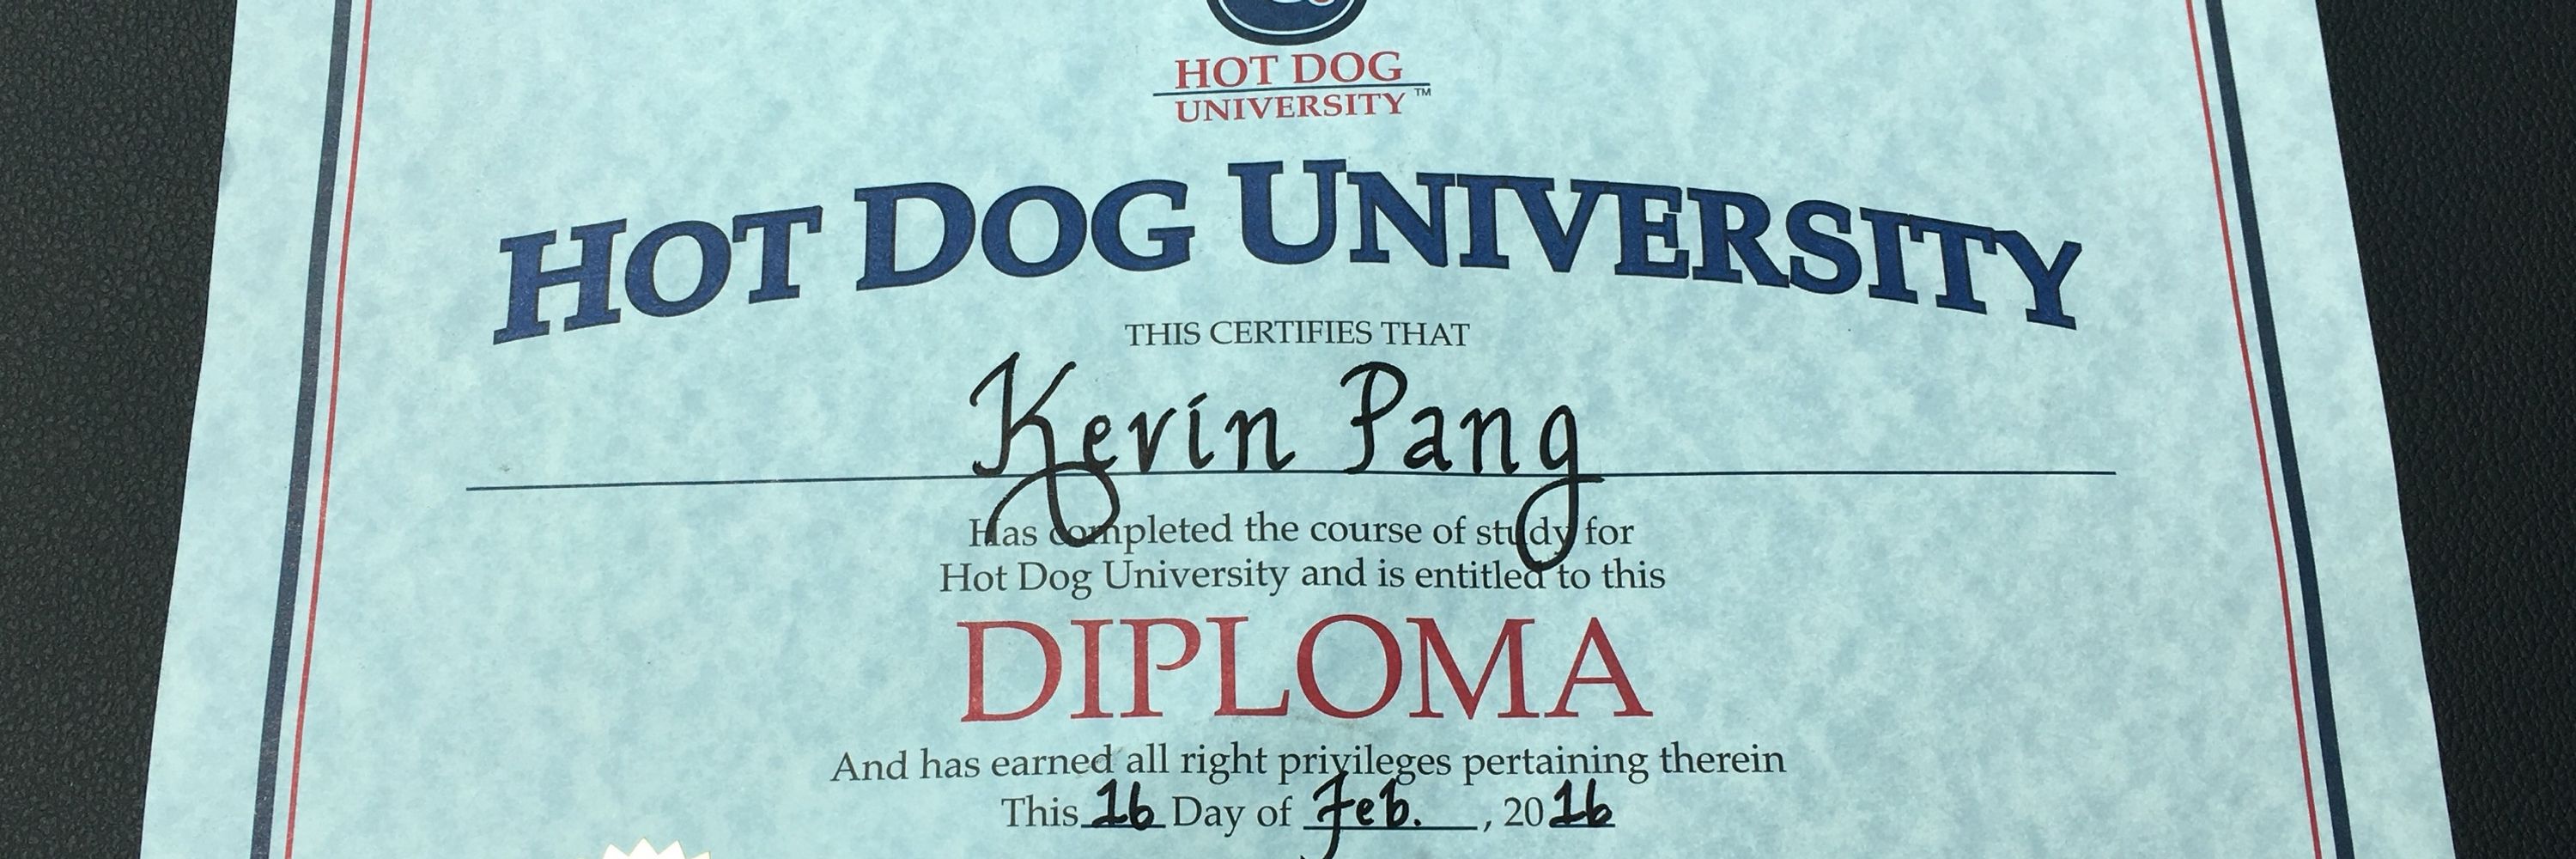 HOT DOG
UNIVERSITY™
HOT DOG UNIVERSITY
THIS CERTIFIES THAT
Kevin Pang
Has completed the course of study for
Hot Dog University and is entitled to this
DIPLOMA
And has earned all right privileges pertaining therein
This 16 Day of Feb. , 20 16